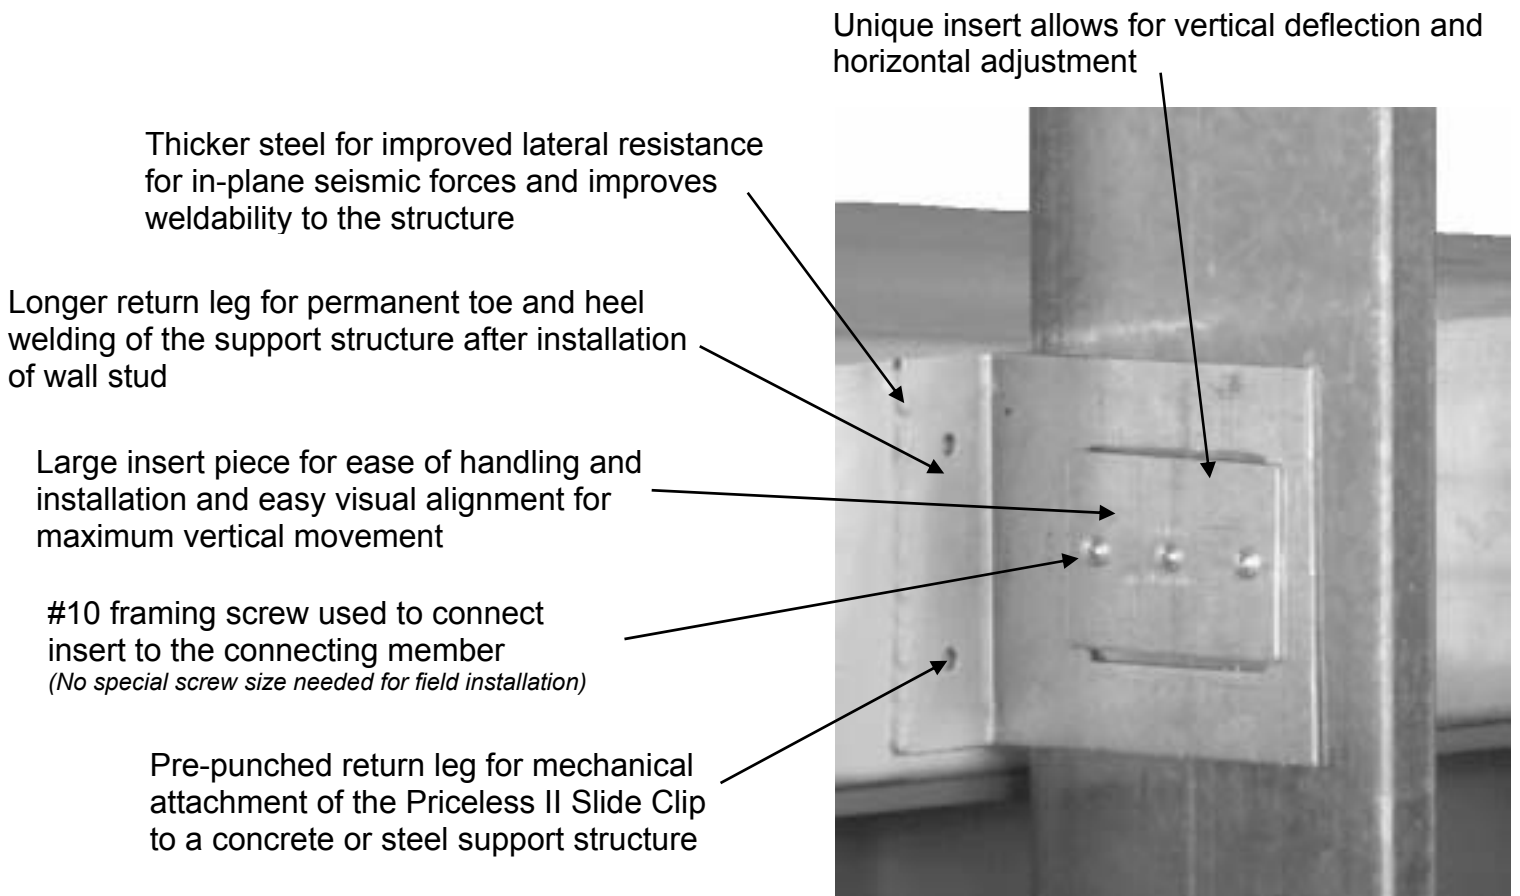 Unique insert allows for vertical deflection and
horizontal adjustment
Thicker steel for improved lateral resistance
for in-plane seismic forces and improves
weldability to the structure
Longer return leg for permanent toe and heel
welding of the support structure after installation
of wall stud
Large insert piece for ease of handling and
installation and easy visual alignment for
maximum vertical movement
#10 framing screw used to connect
insert to the connecting member
(No special screw size needed for field installation)
Pre-punched return leg for mechanical
attachment of the Priceless II Slide Clip
to a concrete or steel support structure